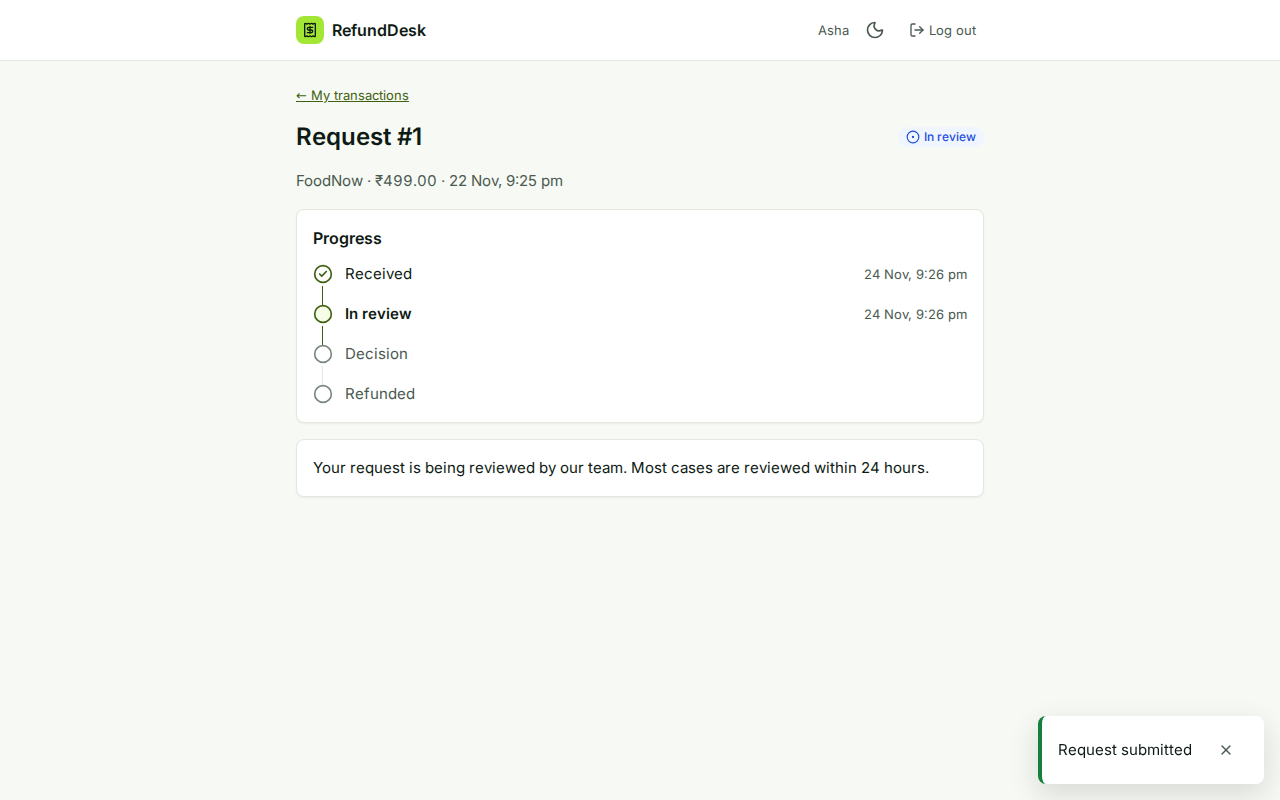 RefundDesk
Asha
Log out
← My transactions
Request #1
In review
FoodNow · ₹499.00 · 22 Nov, 9:25 pm
Progress
Received 24 Nov, 9:26 pm
In review 24 Nov, 9:26 pm
Decision
Refunded
Your request is being reviewed by our team. Most cases are reviewed within 24 hours.
Request submitted